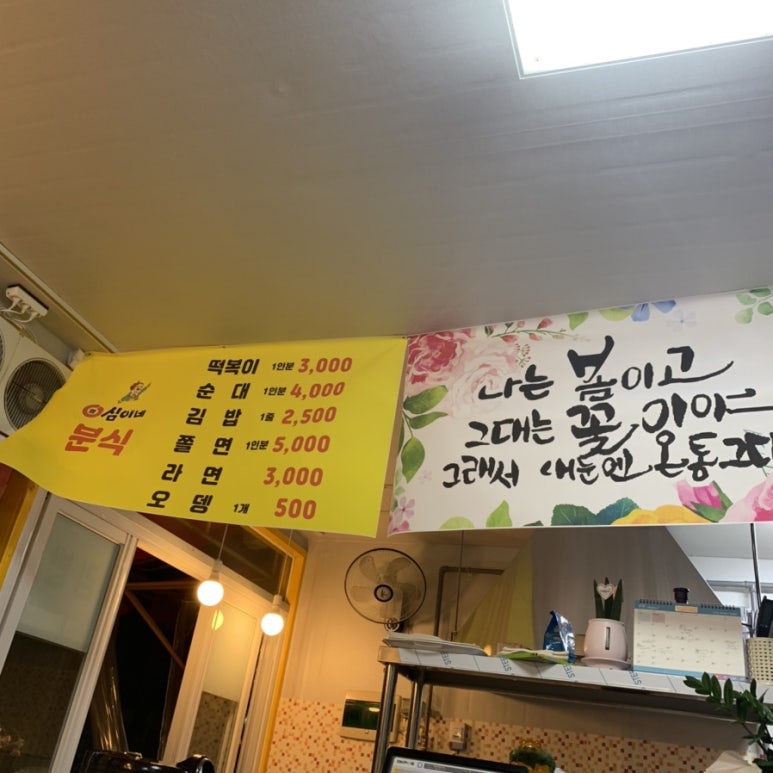 오심이네
분식
떡볶이 1인분 3,000
순대 1인분 4,000
김밥 1줄 2,500
쫄면 1인분 5,000
라면 3,000
오뎅 1개 500
나는 봄이고
그대는 꽃이야
그래서 내눈엔 온통